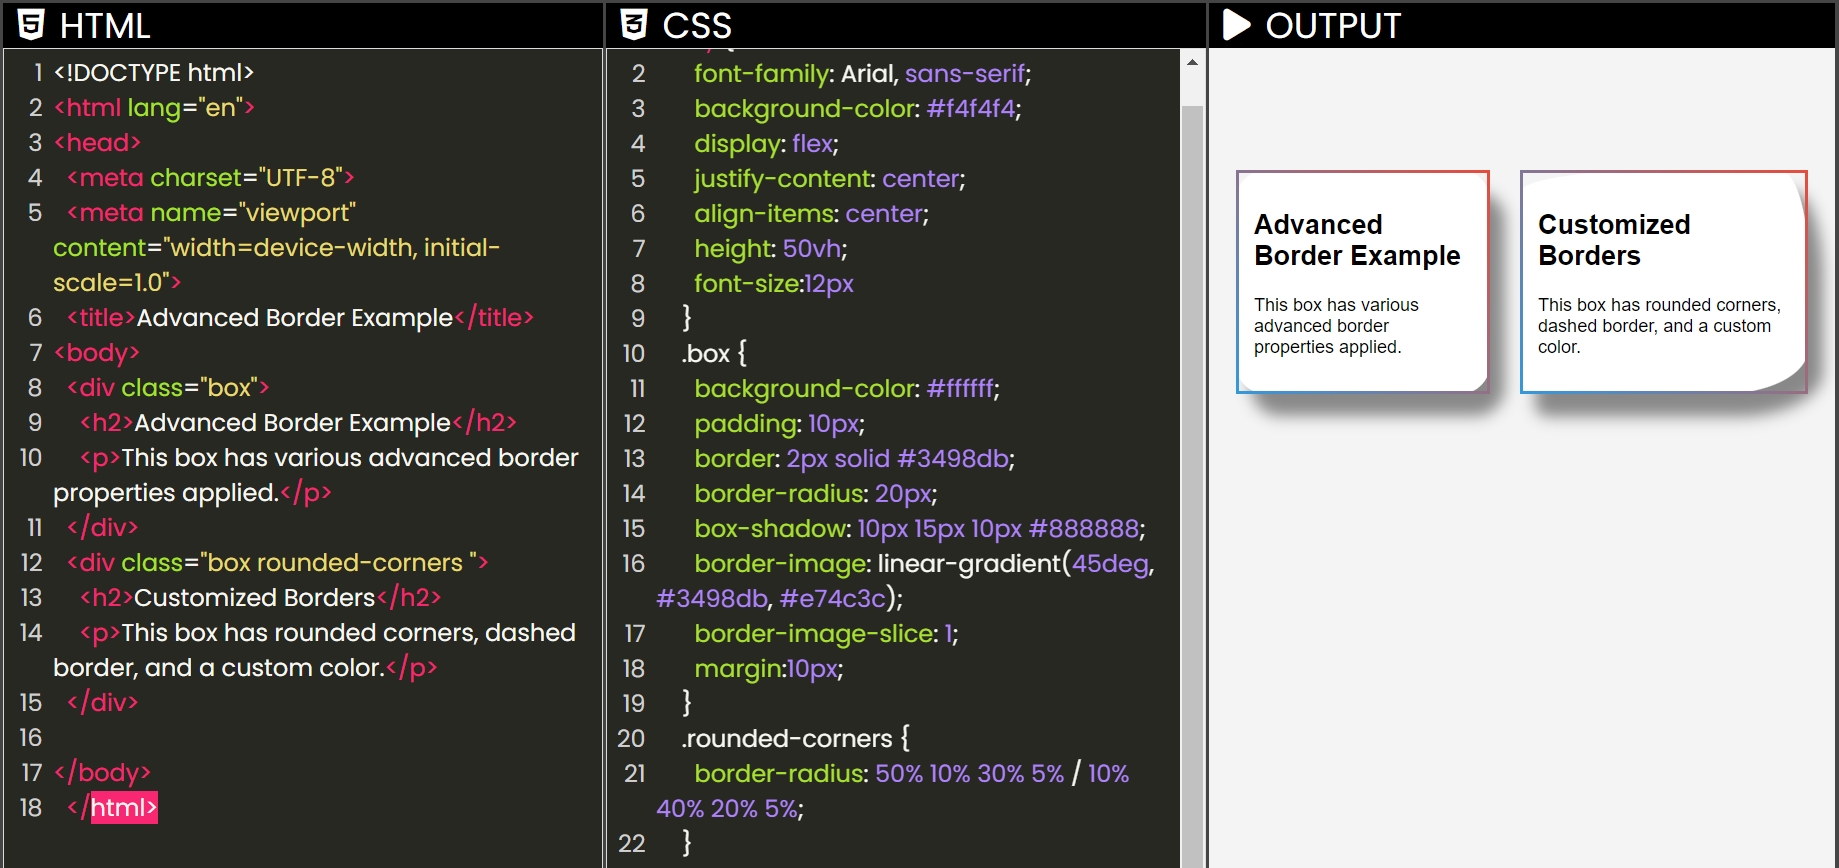 HTML
1 <!DOCTYPE html>
2 <html lang="en">
3 <head>
4 <meta charset="UTF-8">
5 <meta name="viewport"
content="width=device-width, initial-
scale=1.0">
6 <title>Advanced Border Example</title>
7 <body>
8 <div class="box">
9 <h2>Advanced Border Example</h2>
10 <p>This box has various advanced border
properties applied.</p>
11 </div>
12 <div class="box rounded-corners ">
13 <h2>Customized Borders</h2>
14 <p>This box has rounded corners, dashed
border, and a custom color.</p>
15 </div>
16
17 </body>
18 </html>
CSS
2 font-family: Arial, sans-serif;
3 background-color: #f4f4f4;
4 display: flex;
5 justify-content: center;
6 align-items: center;
7 height: 50vh;
8 font-size:12px
9 }
10 .box {
11 background-color: #ffffff;
12 padding: 10px;
13 border: 2px solid #3498db;
14 border-radius: 20px;
15 box-shadow: 10px 15px 10px #888888;
16 border-image: linear-gradient(45deg,
#3498db, #e74c3c);
17 border-image-slice: 1;
18 margin:10px;
19 }
20 .rounded-corners {
21 border-radius: 50% 10% 30% 5% / 10%
40% 20% 5%;
22 }
OUTPUT
Advanced
Border Example
This box has various
advanced border
properties applied.
Customized
Borders
This box has rounded corners,
dashed border, and a custom
color.